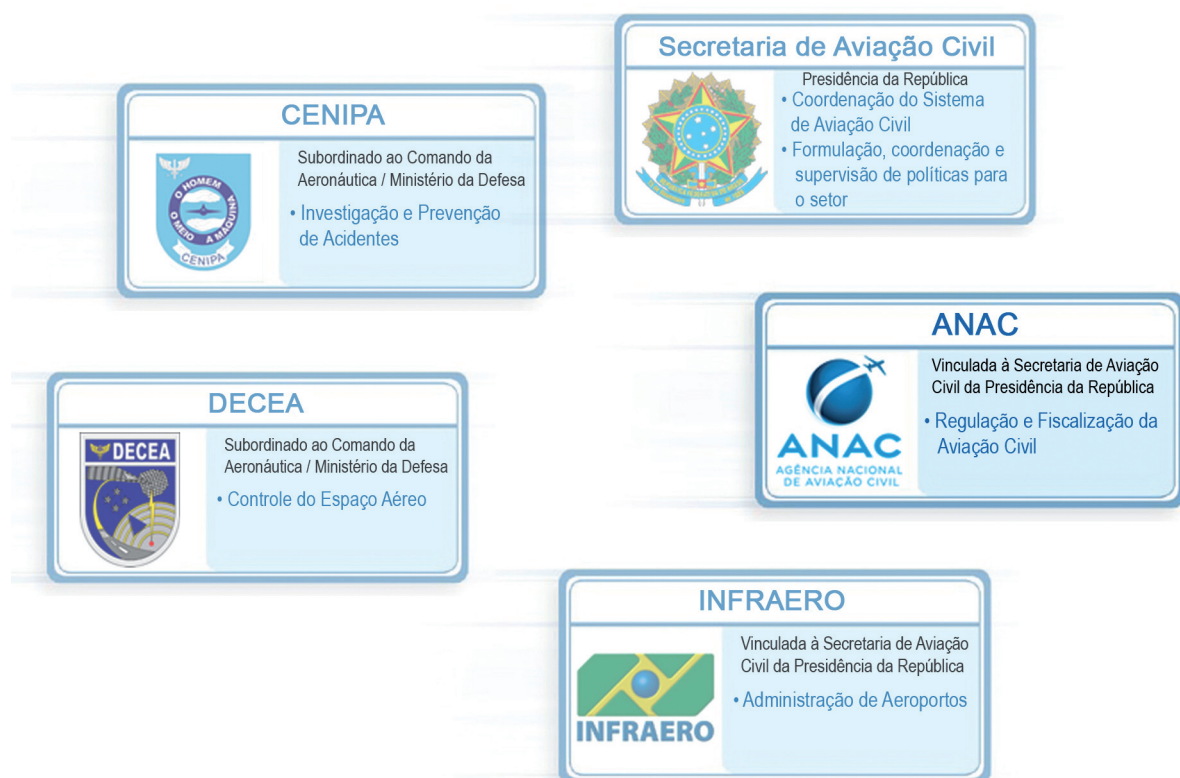 Secretaria de Aviação Civil
Presidência da República
• Coordenação do Sistema
de Aviação Civil
• Formulação, coordenação e
supervisão de políticas para
o setor
CENIPA
O HOMEM
O MEIO
A MÁQUINA
CENIPA
Subordinado ao Comando da
Aeronáutica / Ministério da Defesa
• Investigação e Prevenção
de Acidentes
ANAC
ANAC
AGÊNCIA NACIONAL
DE AVIAÇÃO CIVIL
Vinculada à Secretaria de Aviação
Civil da Presidência da República
• Regulação e Fiscalização da
Aviação Civil
DECEA
DECEA
Subordinado ao Comando da
Aeronáutica / Ministério da Defesa
• Controle do Espaço Aéreo
INFRAERO
INFRAERO
Vinculada à Secretaria de Aviação
Civil da Presidência da República
• Administração de Aeroportos